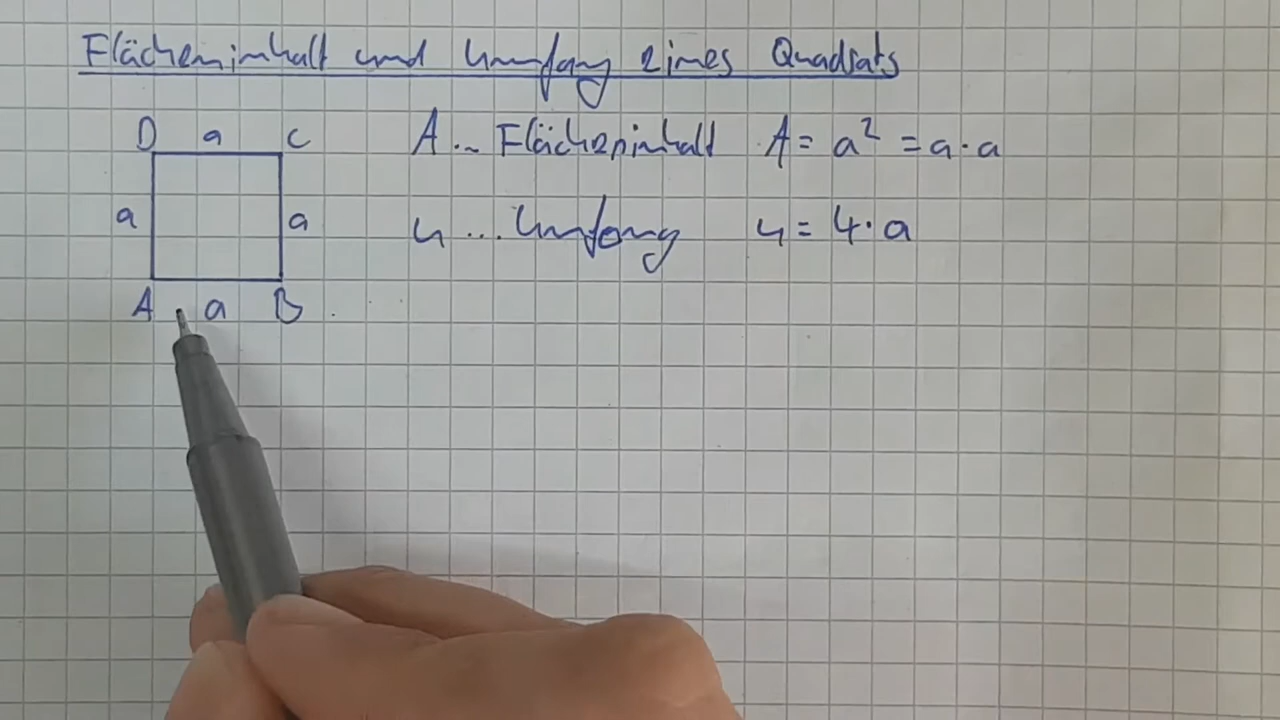 Flächeninhalt und Umfang eines Quadrats
D a C
A... Flächeninhalt A = a² = a · a
a a
u ... Umfang u = 4 · a
A a B